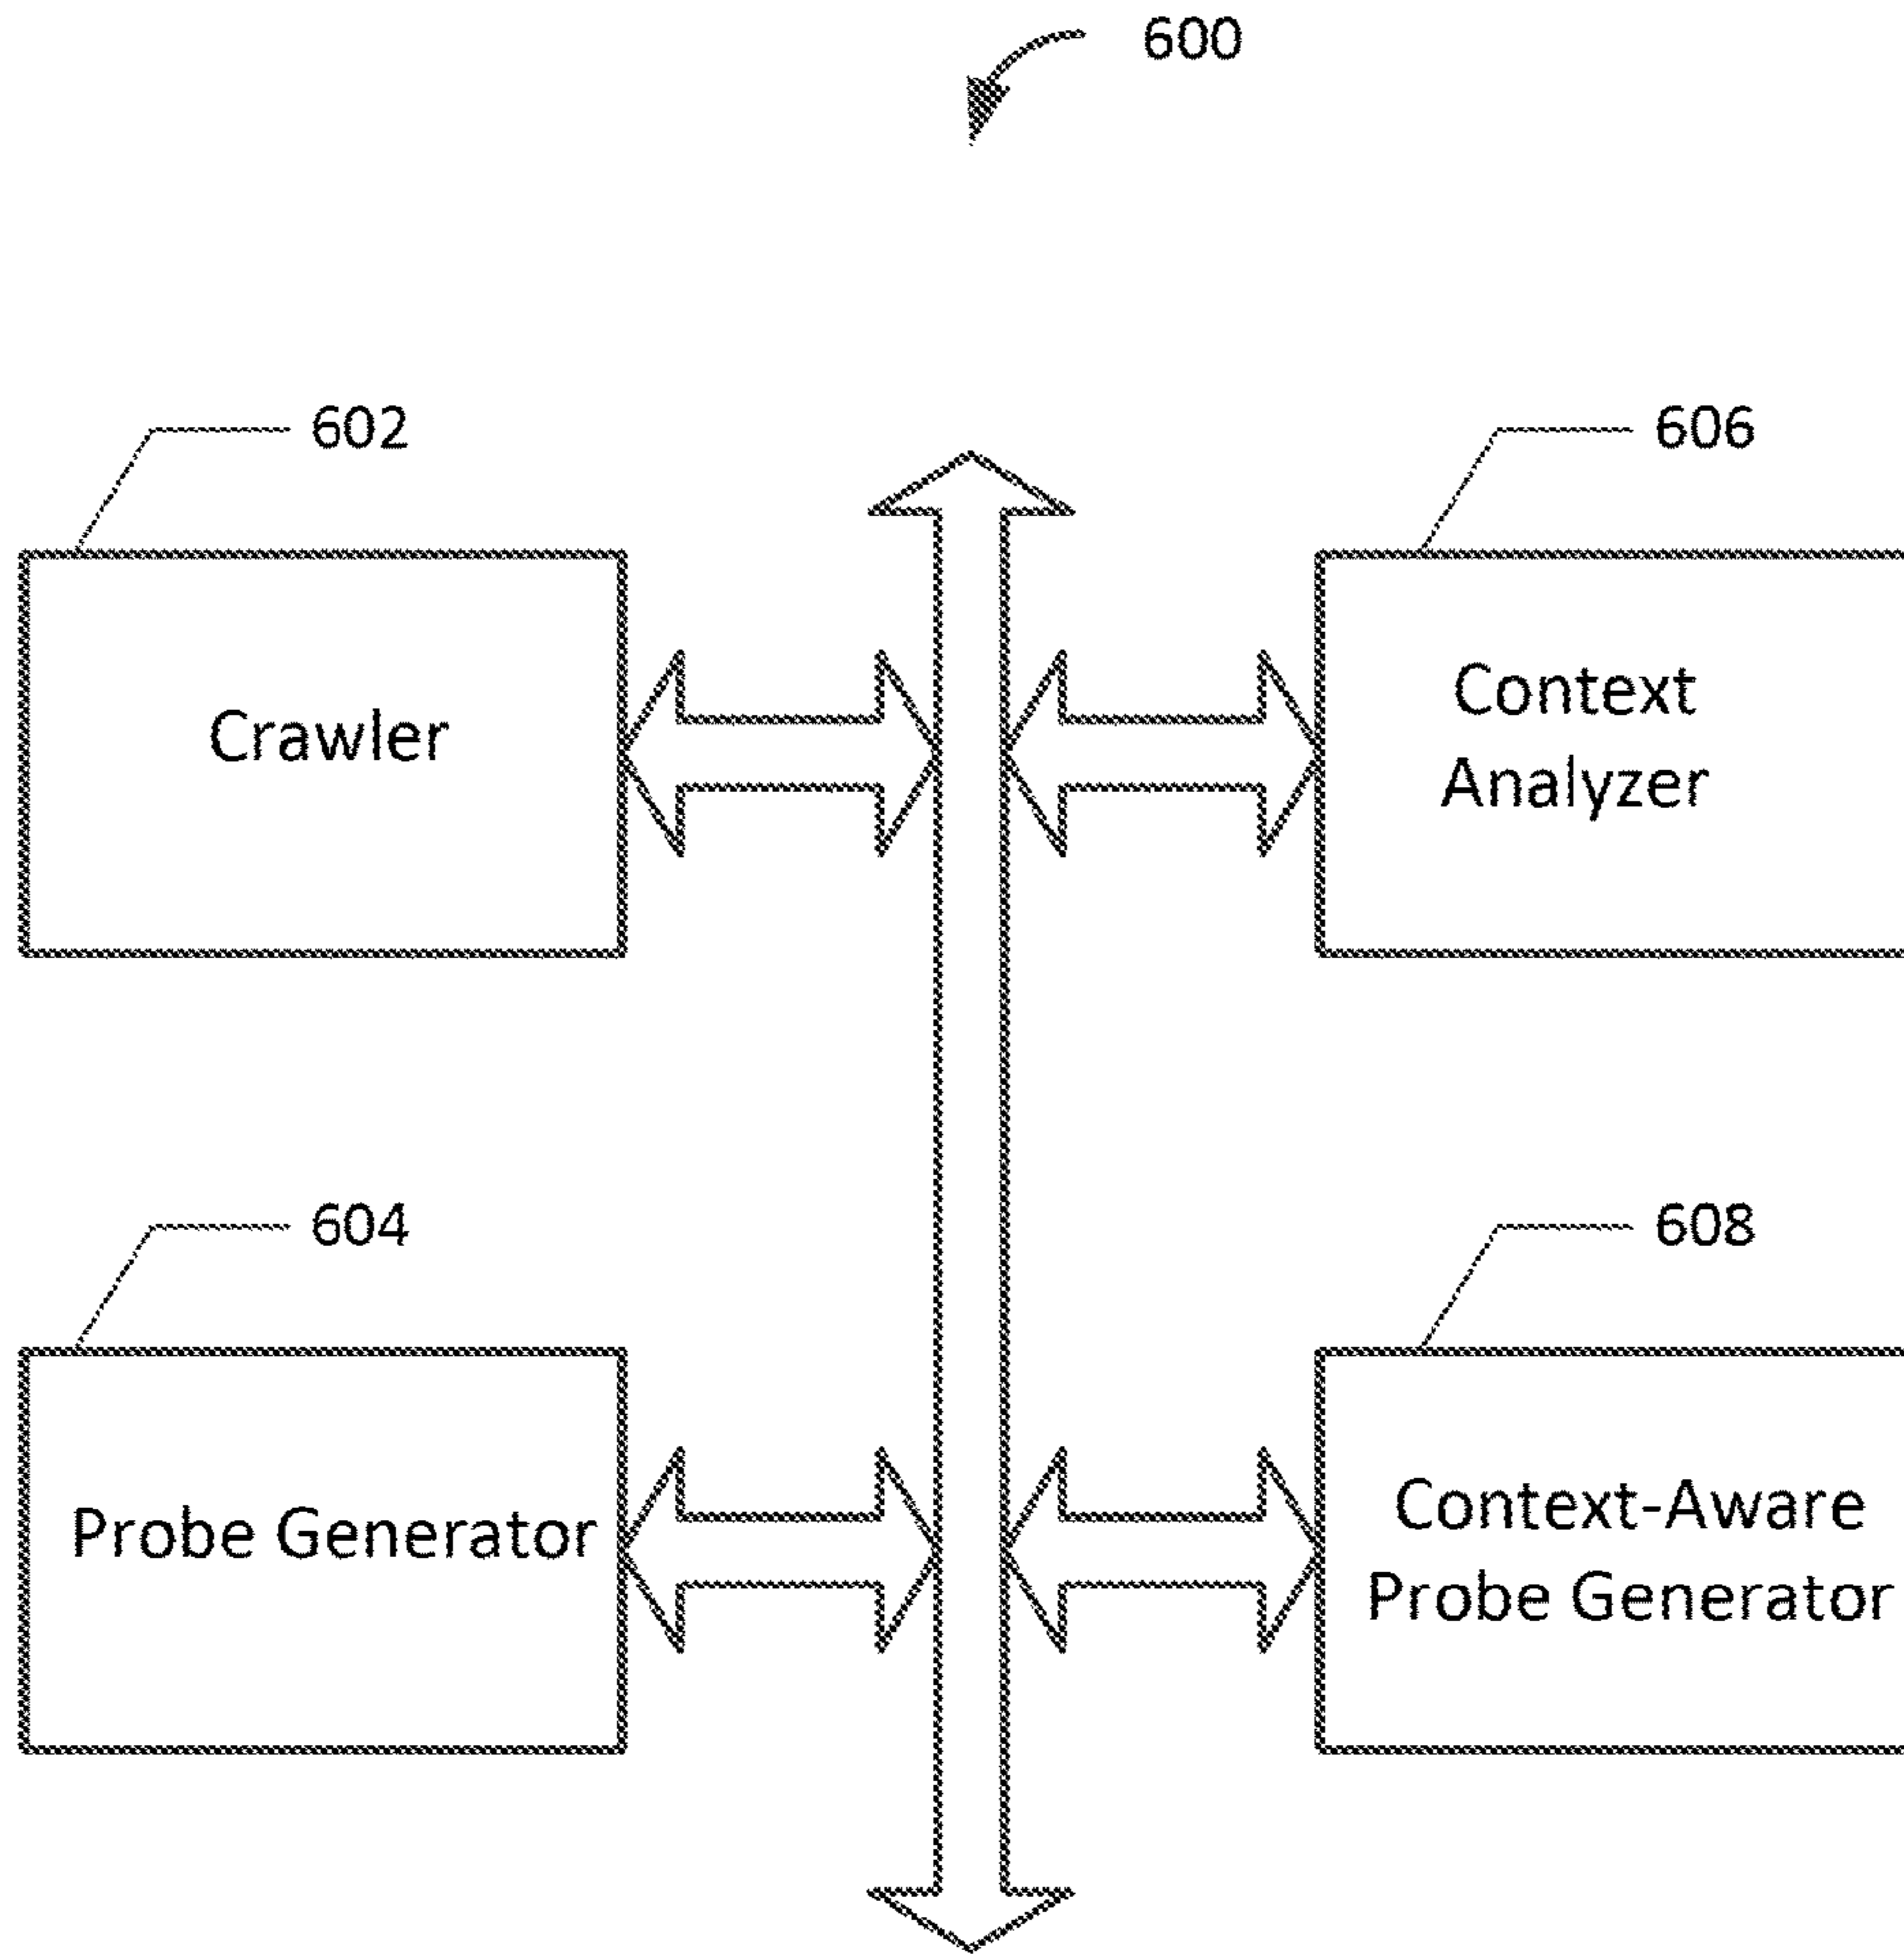 600
602
606
Crawler
Context
Analyzer
604
608
Probe Generator
Context-Aware
Probe Generator